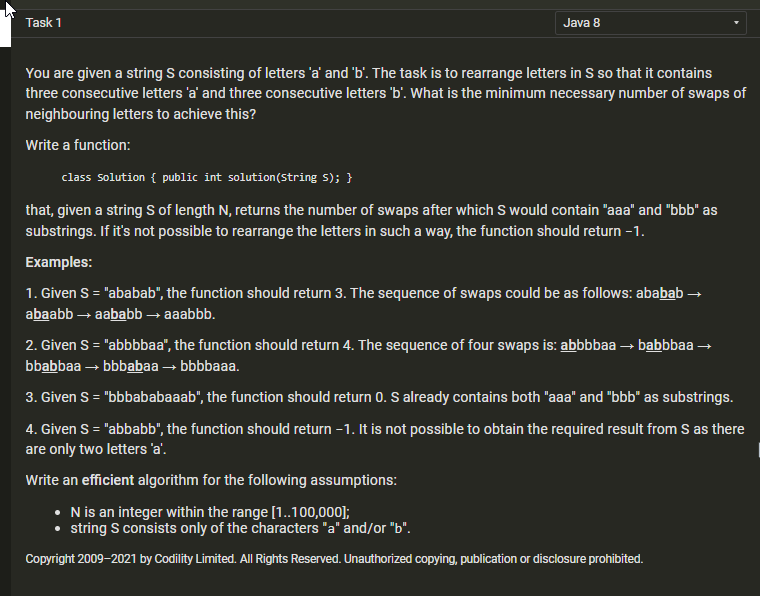 Task 1
Java 8
You are given a string S consisting of letters 'a' and 'b'. The task is to rearrange letters in S so that it contains
three consecutive letters 'a' and three consecutive letters 'b'. What is the minimum necessary number of swaps of
neighbouring letters to achieve this?
Write a function:
class Solution { public int solution(String S); }
that, given a string S of length N, returns the number of swaps after which S would contain "aaa" and "bbb" as
substrings. If it's not possible to rearrange the letters in such a way, the function should return −1.
Examples:
1. Given S = "ababab", the function should return 3. The sequence of swaps could be as follows: ababab →
abaabb → aababb → aaabbb.
2. Given S = "abbbbaa", the function should return 4. The sequence of four swaps is: abbbbaa → babbbaa →
bbabbaa → bbbabaa → bbbbaaa.
3. Given S = "bbbababaaab", the function should return 0. S already contains both "aaa" and "bbb" as substrings.
4. Given S = "abbabb", the function should return −1. It is not possible to obtain the required result from S as there
are only two letters 'a'.
Write an efficient algorithm for the following assumptions:
• N is an integer within the range [1..100,000];
• string S consists only of the characters "a" and/or "b".
Copyright 2009–2021 by Codility Limited. All Rights Reserved. Unauthorized copying, publication or disclosure prohibited.